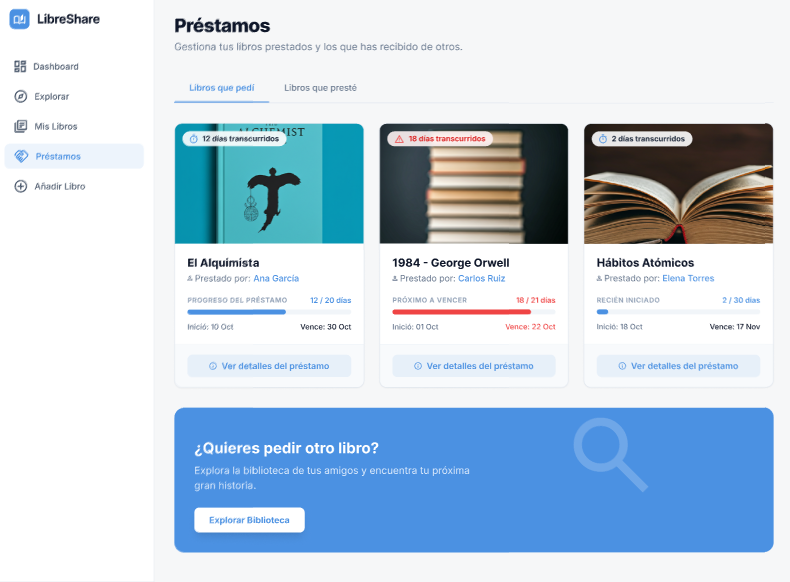 LibreShare
Dashboard
Explorar
Mis Libros
Préstamos
Añadir Libro
Préstamos
Gestiona tus libros prestados y los que has recibido de otros.
Libros que pedí
Libros que presté
12 días transcurridos
ALCHEMIST
El Alquimista
Prestado por: Ana García
PROGRESO DEL PRÉSTAMO 12 / 20 días
Inició: 10 Oct Vence: 30 Oct
Ver detalles del préstamo
18 días transcurridos
1984 - George Orwell
Prestado por: Carlos Ruiz
PRÓXIMO A VENCER 18 / 21 días
Inició: 01 Oct Vence: 22 Oct
Ver detalles del préstamo
2 días transcurridos
Hábitos Atómicos
Prestado por: Elena Torres
RECIÉN INICIADO 2 / 30 días
Inició: 18 Oct Vence: 17 Nov
Ver detalles del préstamo
¿Quieres pedir otro libro?
Explora la biblioteca de tus amigos y encuentra tu próxima
gran historia.
Explorar Biblioteca